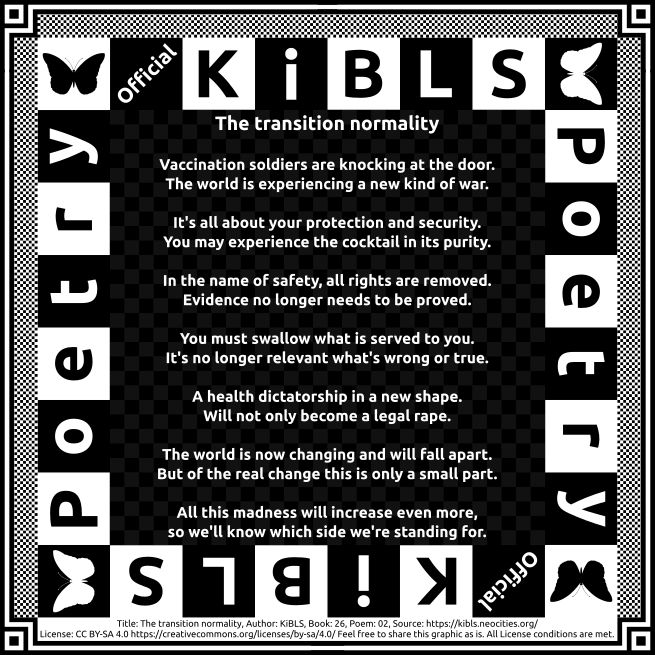 Official KiBLS
Poetry
Poetry
The transition normality
Vaccination soldiers are knocking at the door.
The world is experiencing a new kind of war.
It's all about your protection and security.
You may experience the cocktail in its purity.
In the name of safety, all rights are removed.
Evidence no longer needs to be proved.
You must swallow what is served to you.
It's no longer relevant what's wrong or true.
A health dictatorship in a new shape.
Will not only become a legal rape.
The world is now changing and will fall apart.
But of the real change this is only a small part.
All this madness will increase even more,
so we'll know which side we're standing for.
Official KiBLS
Title: The transition normality, Author: KiBLS, Book: 26, Poem: 02, Source: https://kibls.neocities.org/
License: CC BY-SA 4.0 https://creativecommons.org/licenses/by-sa/4.0/ Feel free to share this graphic as is. All License conditions are met.